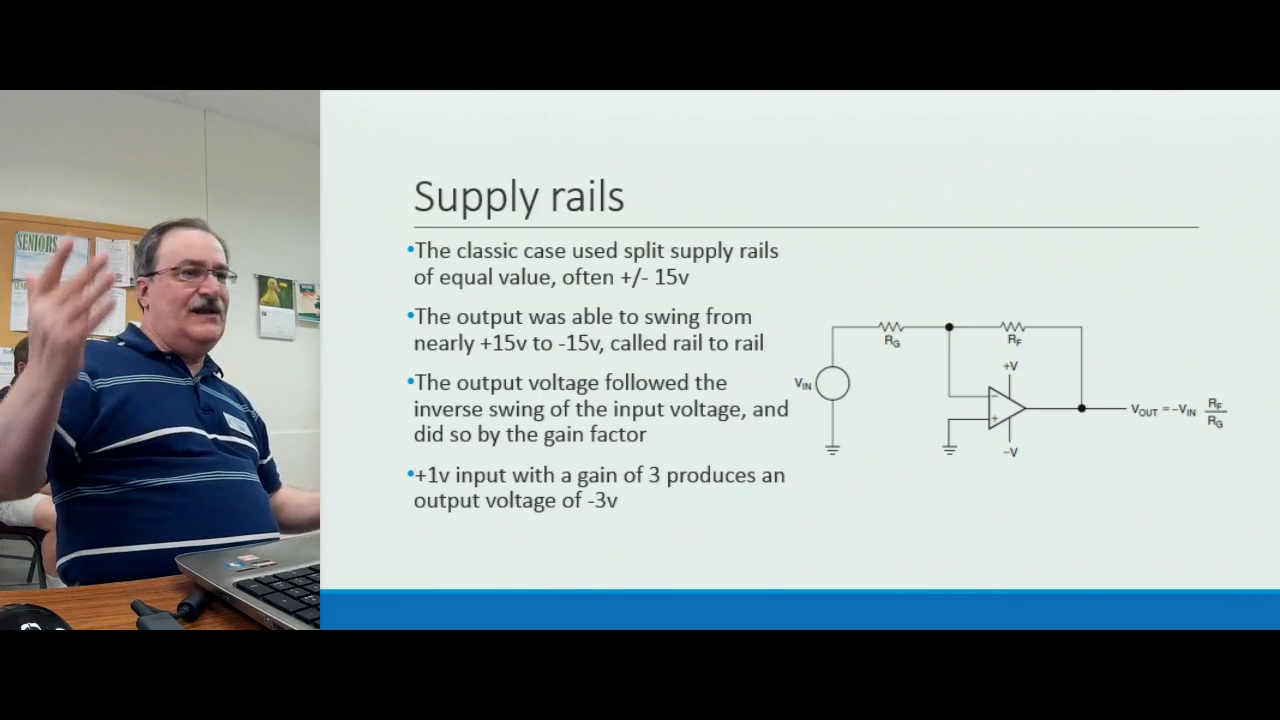 SENIORS
Supply rails
•The classic case used split supply rails
of equal value, often +/- 15v
•The output was able to swing from
nearly +15v to -15v, called rail to rail
•The output voltage followed the
inverse swing of the input voltage, and
did so by the gain factor
•+1v input with a gain of 3 produces an
output voltage of -3v
RG
RF
+V
VIN
−
+
VOUT = −VIN RF
RG
−V